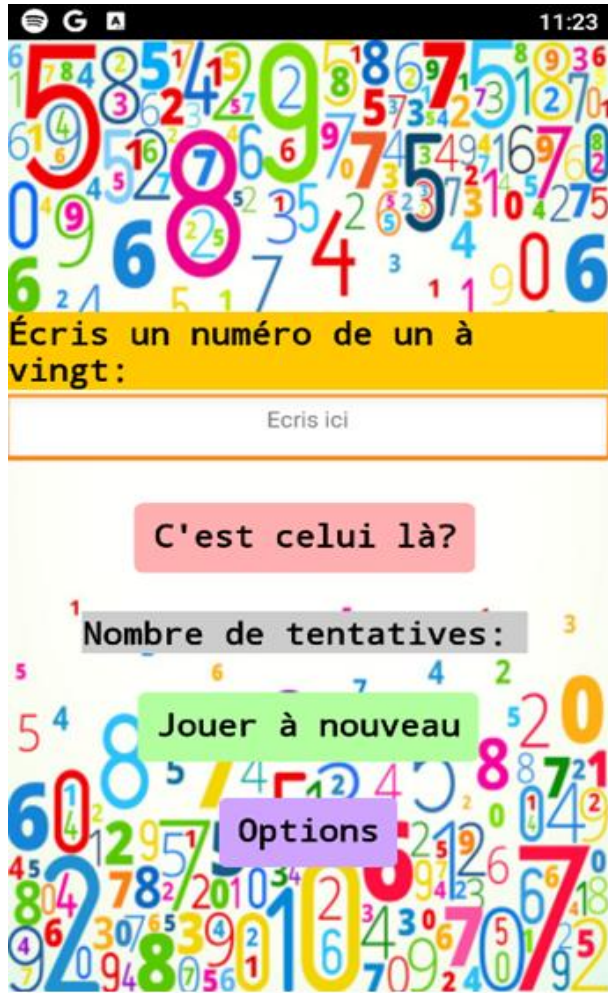 11:23
Écris un numéro de un à
vingt:
Ecris ici
C'est celui là?
Nombre de tentatives:
Jouer à nouveau
Options